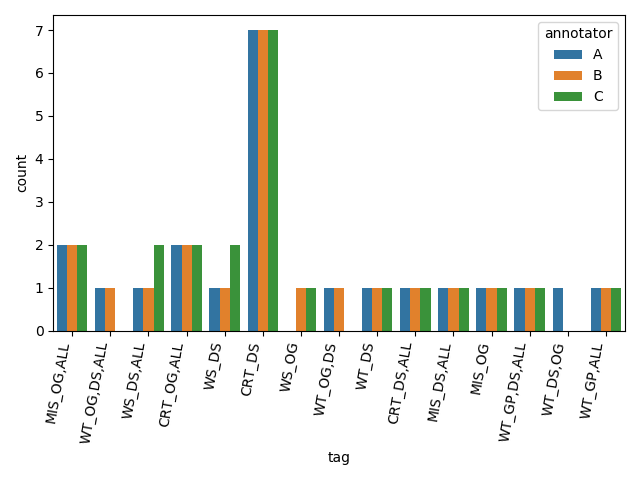 annotator
A
B
C
count
7
6
5
4
3
2
1
0
MIS_OG,ALL
WT_OG,DS,ALL
WS_DS,ALL
CRT_OG,ALL
WS_DS
CRT_DS
WS_OG
WT_OG,DS
WT_DS
CRT_DS,ALL
MIS_DS,ALL
MIS_OG
WT_GP,DS,ALL
WT_DS,OG
WT_GP,ALL
tag